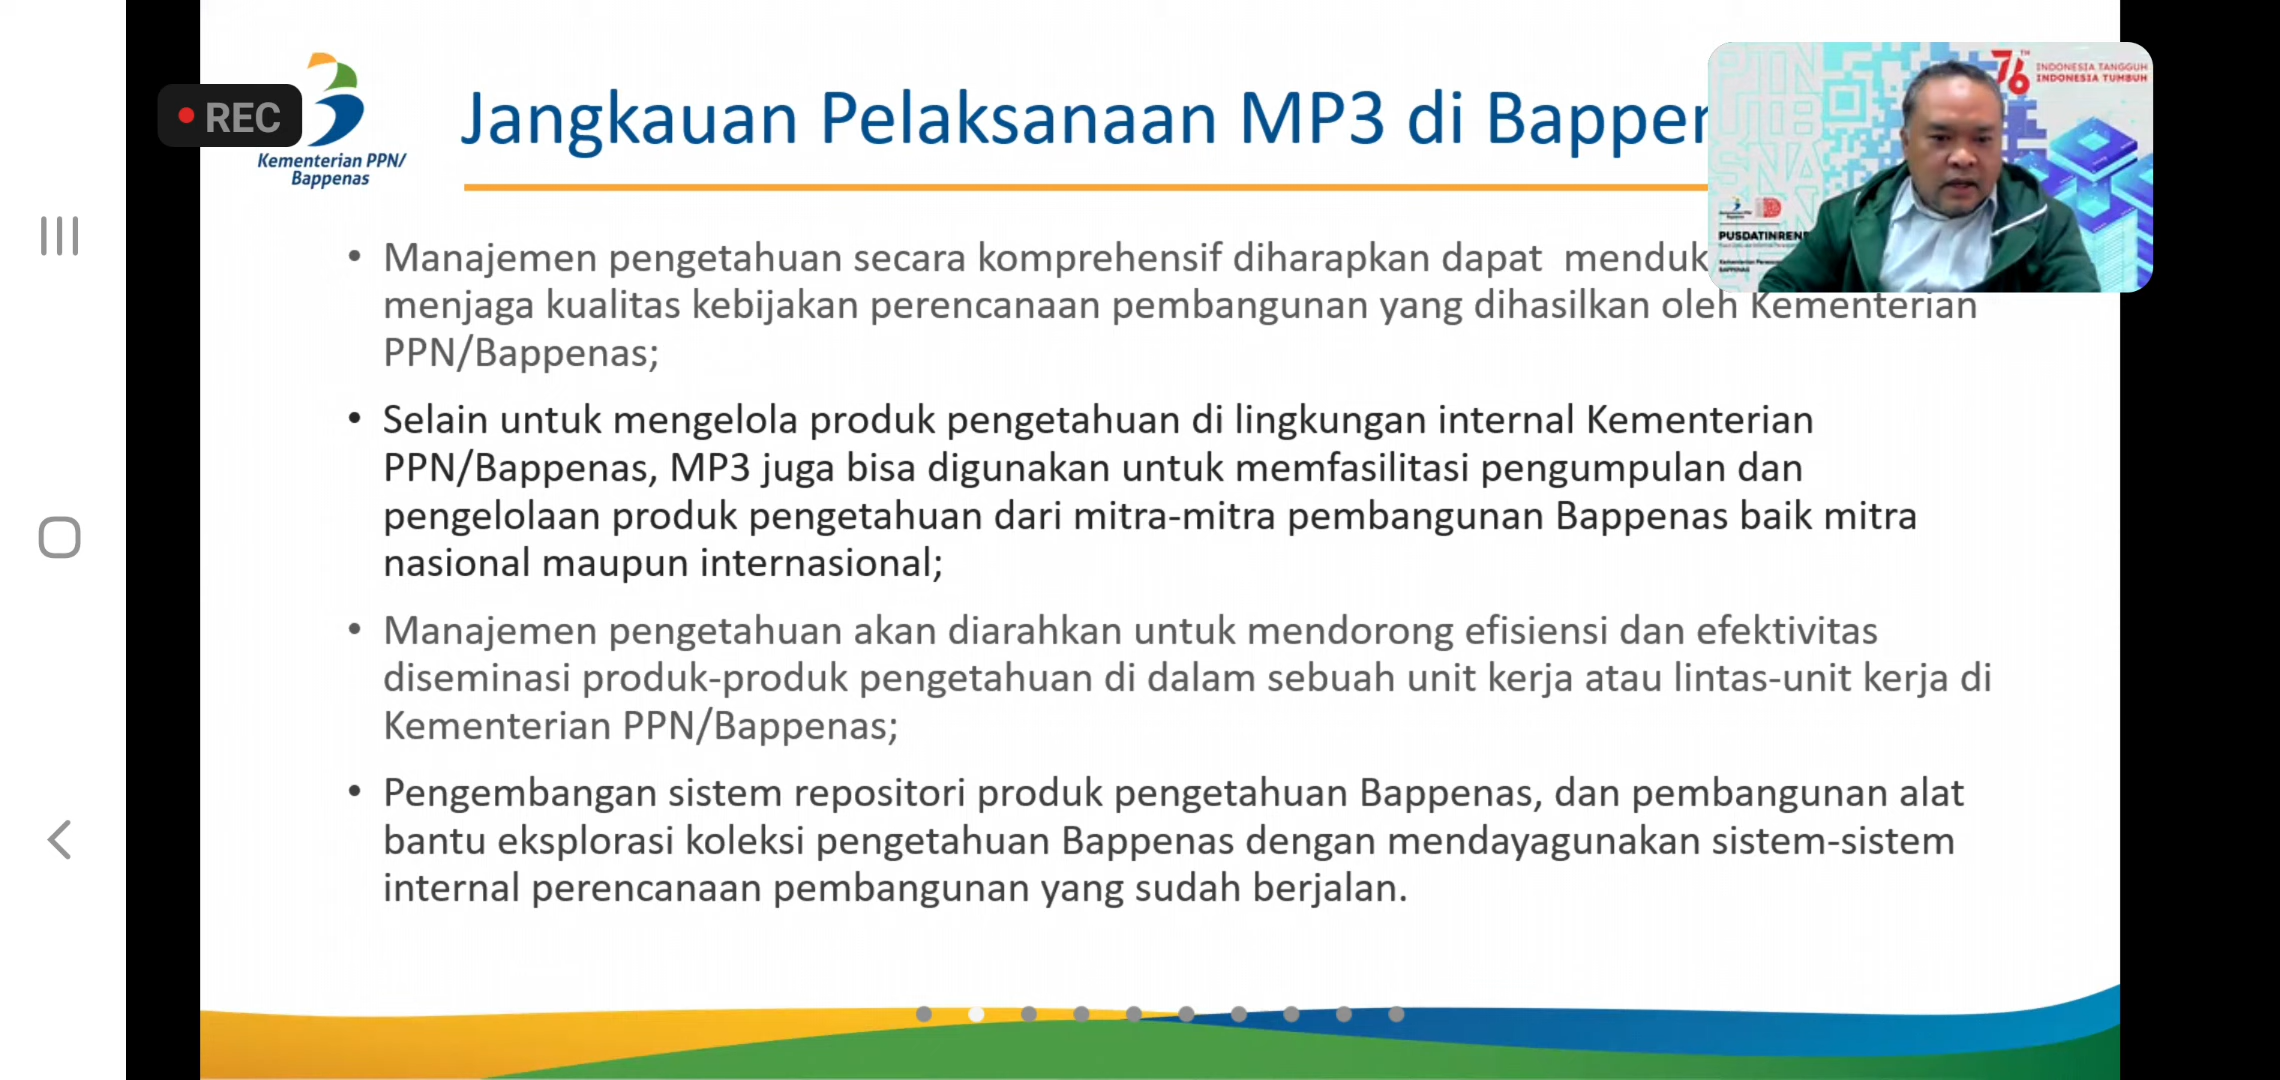 REC
Kementerian PPN/
Bappenas
Jangkauan Pelaksanaan MP3 di
76TH
INDONESIA TANGGUH
INDONESIA TUMBUH
• Manajemen pengetahuan secara komprehensif diharapkan dapat  menduk
menjaga kualitas kebijakan perencanaan pembangunan yang dihasilkan oleh Kementerian
PPN/Bappenas;
• Selain untuk mengelola produk pengetahuan di lingkungan internal Kementerian
PPN/Bappenas, MP3 juga bisa digunakan untuk memfasilitasi pengumpulan dan
pengelolaan produk pengetahuan dari mitra-mitra pembangunan Bappenas baik mitra
nasional maupun internasional;
• Manajemen pengetahuan akan diarahkan untuk mendorong efisiensi dan efektivitas
diseminasi produk-produk pengetahuan di dalam sebuah unit kerja atau lintas-unit kerja di
Kementerian PPN/Bappenas;
• Pengembangan sistem repositori produk pengetahuan Bappenas, dan pembangunan alat
bantu eksplorasi koleksi pengetahuan Bappenas dengan mendayagunakan sistem-sistem
internal perencanaan pembangunan yang sudah berjalan.
PUSDATINREN